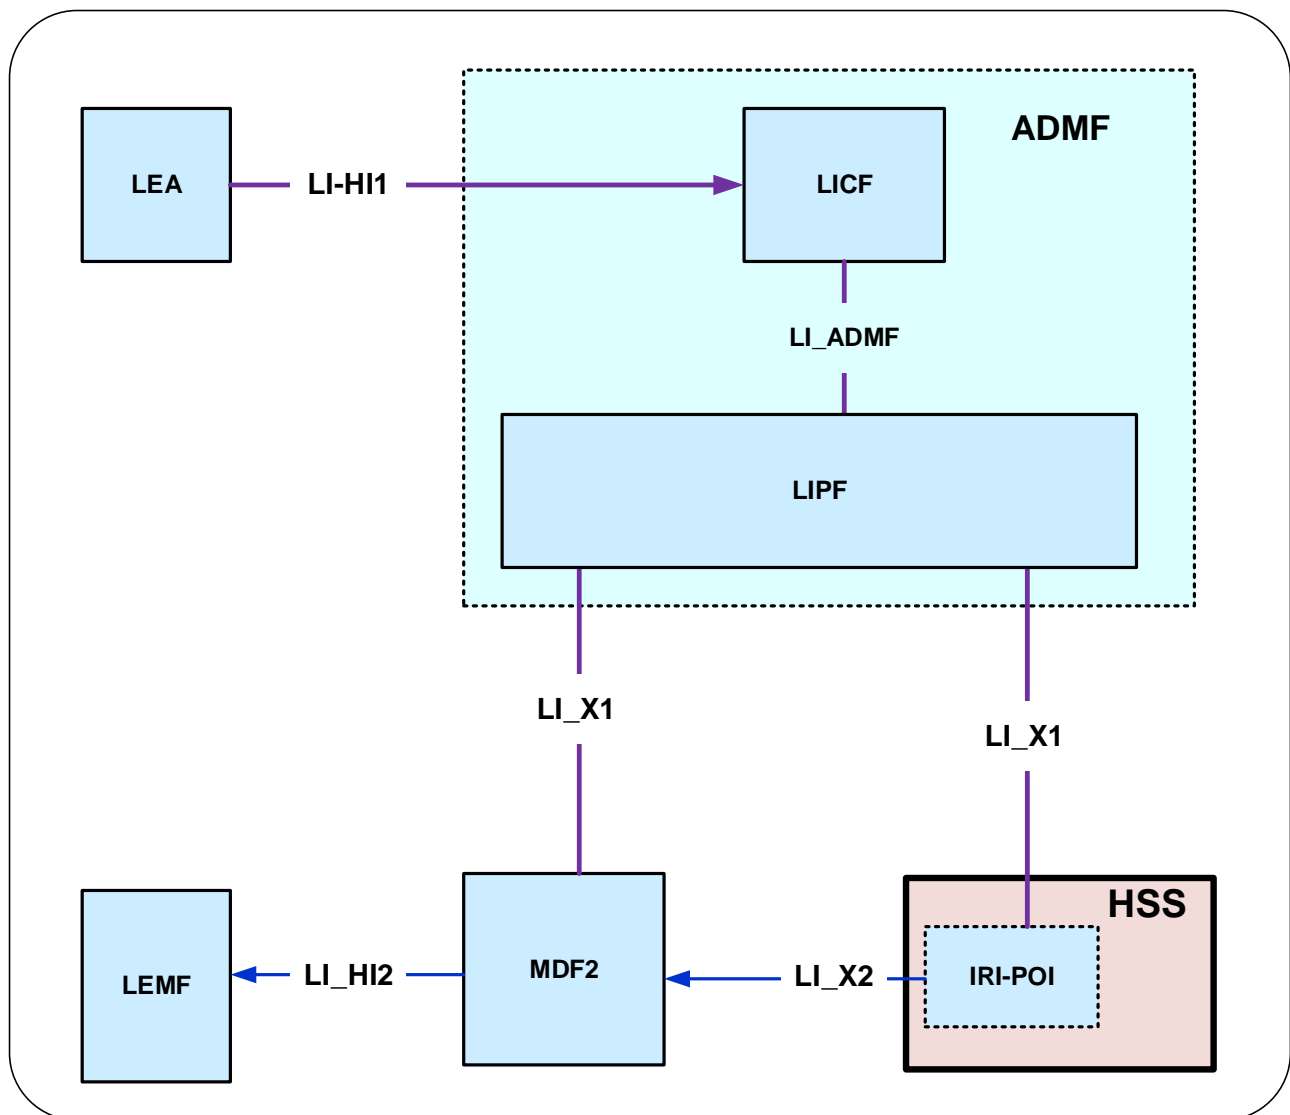 ADMF
LEA
LI-HI1
LICF
LI_ADMF
LIPF
LI_X1
LI_X1
HSS
LEMF
LI_HI2
MDF2
LI_X2
IRI-POI